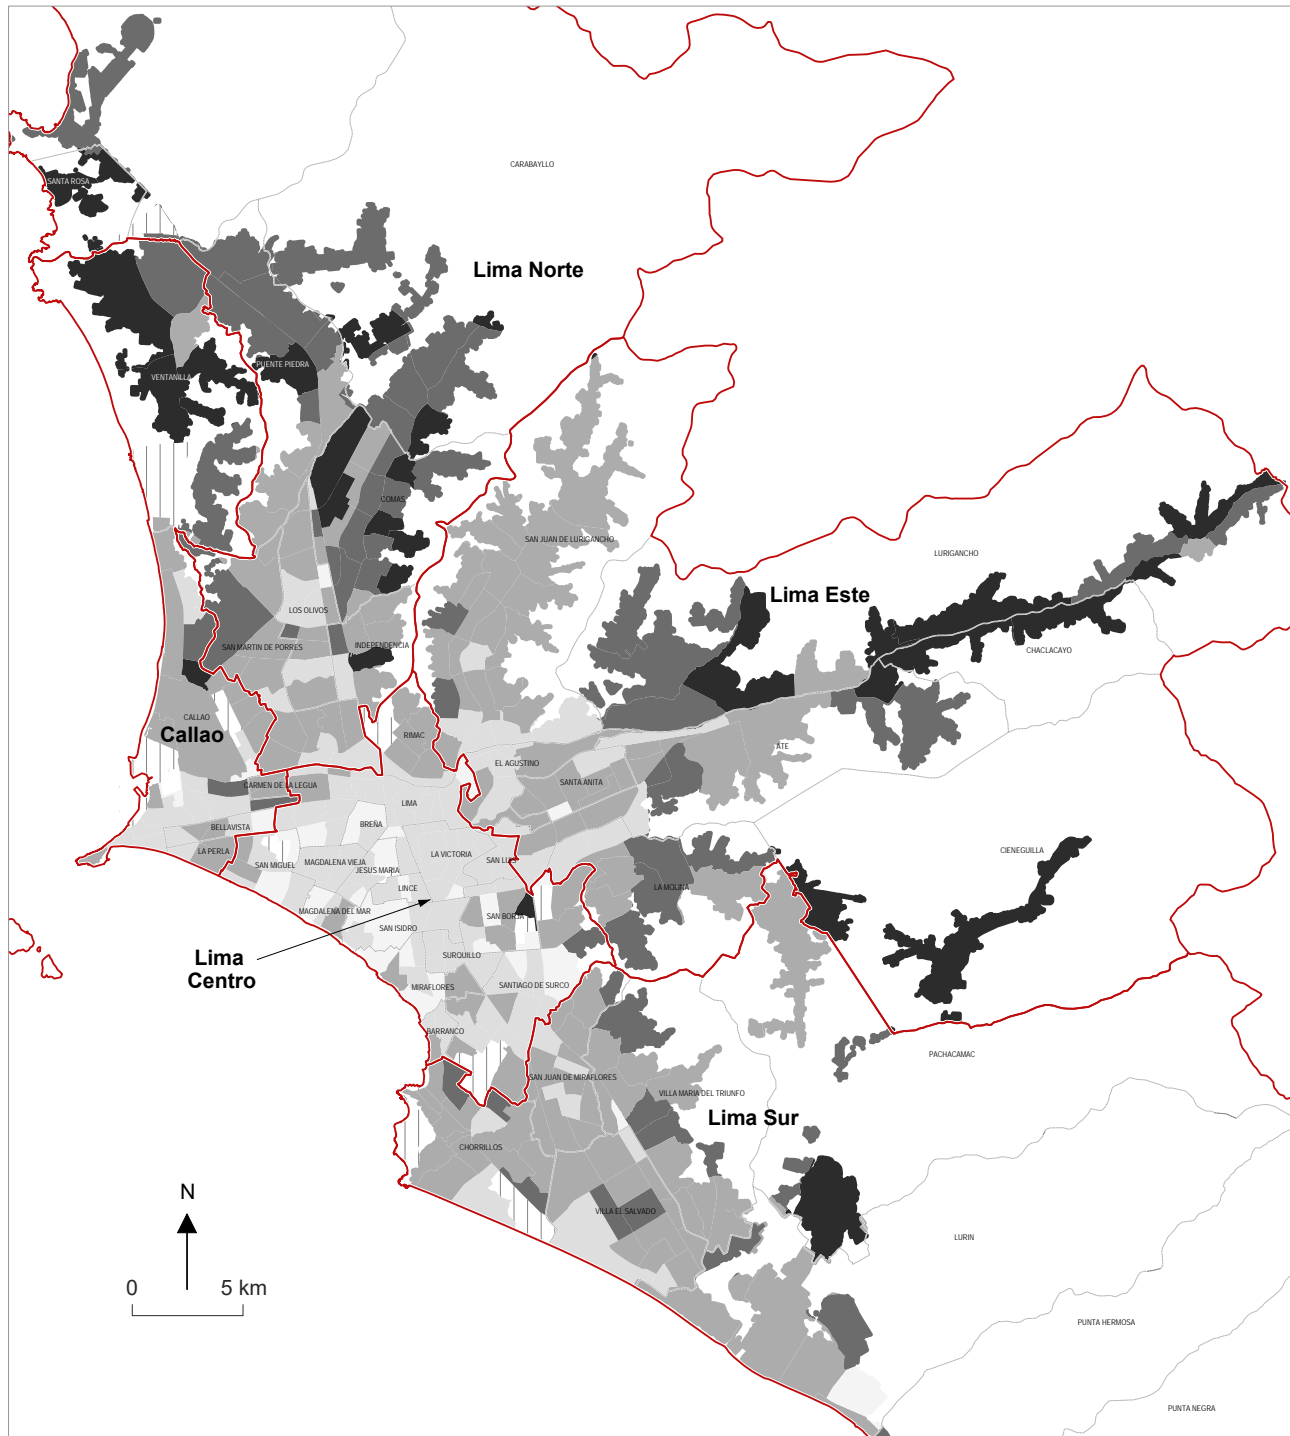 CARABAYLLO
SANTA ROSA
Lima Norte
PUENTE PIEDRA
VENTANILLA
COMAS
SAN JUAN DE LURIGANCHO
LURIGANCHO
Lima Este
LOS OLIVOS
SAN MARTIN DE PORRES
INDEPENDENCIA
CHACLACAYO
CALLAO
Callao
RIMAC
ATE
EL AGUSTINO
SANTA ANITA
CARMEN DE LA LEGUA
LIMA
BREÑA
BELLAVISTA
LA PERLA
SAN MIGUEL
MAGDALENA VIEJA
JESUS MARIA
LA VICTORIA
SAN LUIS
CIENEGUILLA
LINCE
LA MOLINA
MAGDALENA DEL MAR
SAN BORJA
SAN ISIDRO
Lima
Centro
SURQUILLO
MIRAFLORES
SANTIAGO DE SURCO
BARRANCO
PACHACAMAC
SAN JUAN DE MIRAFLORES
VILLA MARIA DEL TRIUNFO
Lima Sur
CHORRILLOS
N
VILLA EL SALVADO
LURIN
0 5 km
PUNTA HERMOSA
PUNTA NEGRA